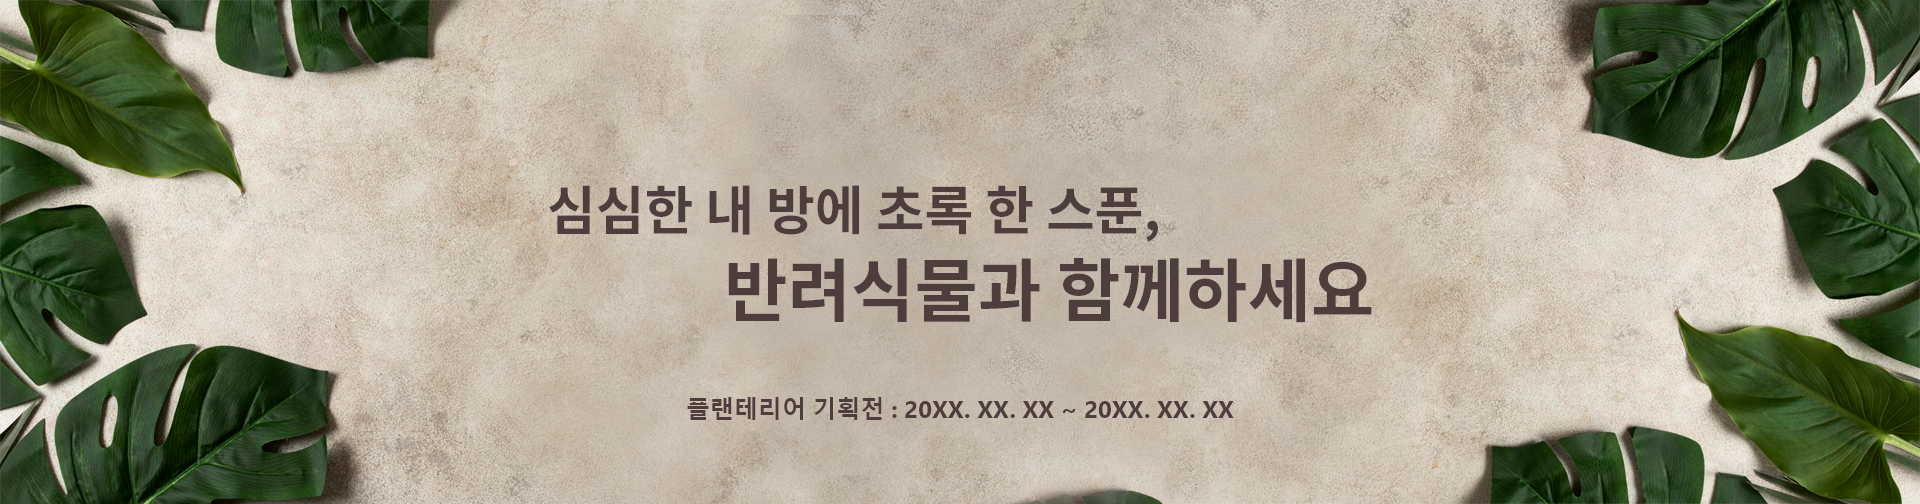 심심한 내 방에 초록 한 스푼,
반려식물과 함께하세요
플랜테리어 기획전 : 20XX. XX. XX ~ 20XX. XX. XX